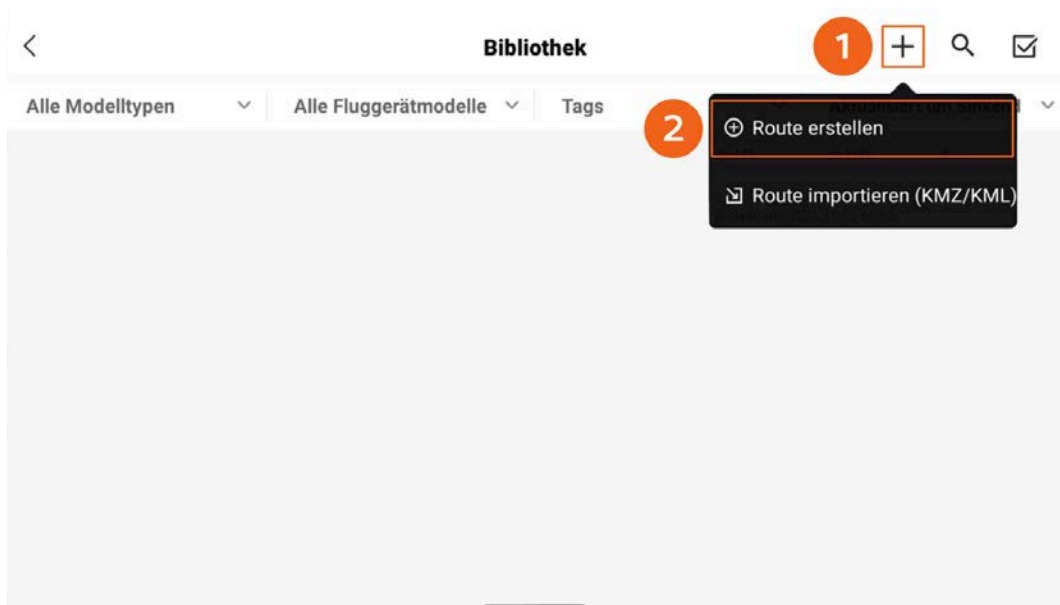 Bibliothek
1
Alle Modelltypen
Alle Fluggerätmodelle
Tags
2
Route erstellen
Route importieren (KMZ/KML)